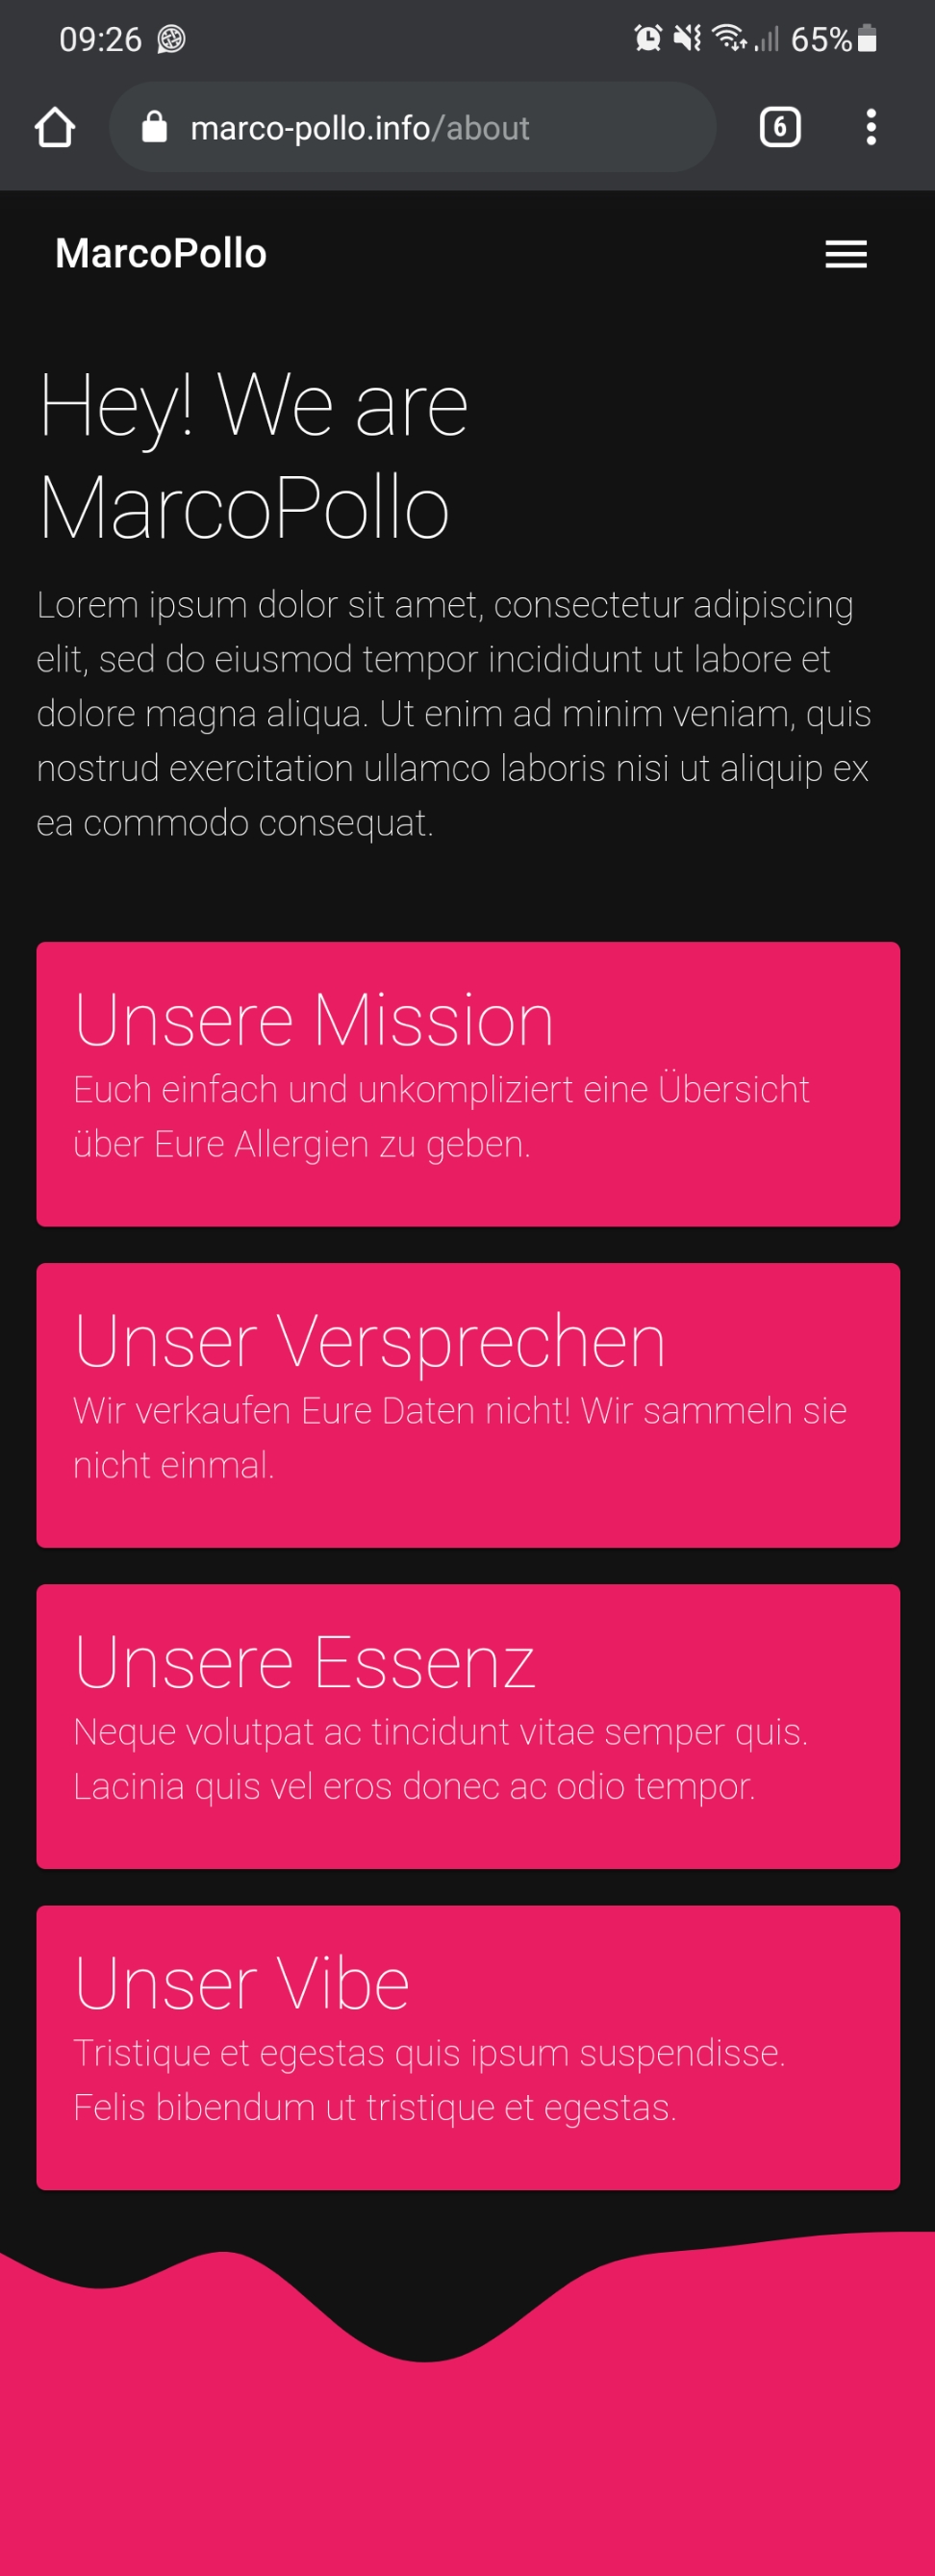 09:26
65%
marco-pollo.info/about
6
MarcoPollo
Hey! We are
MarcoPollo
Lorem ipsum dolor sit amet, consectetur adipiscing
elit, sed do eiusmod tempor incididunt ut labore et
dolore magna aliqua. Ut enim ad minim veniam, quis
nostrud exercitation ullamco laboris nisi ut aliquip ex
ea commodo consequat.
Unsere Mission
Euch einfach und unkompliziert eine Übersicht
über Eure Allergien zu geben.
Unser Versprechen
Wir verkaufen Eure Daten nicht! Wir sammeln sie
nicht einmal.
Unsere Essenz
Neque volutpat ac tincidunt vitae semper quis.
Lacinia quis vel eros donec ac odio tempor.
Unser Vibe
Tristique et egestas quis ipsum suspendisse.
Felis bibendum ut tristique et egestas.